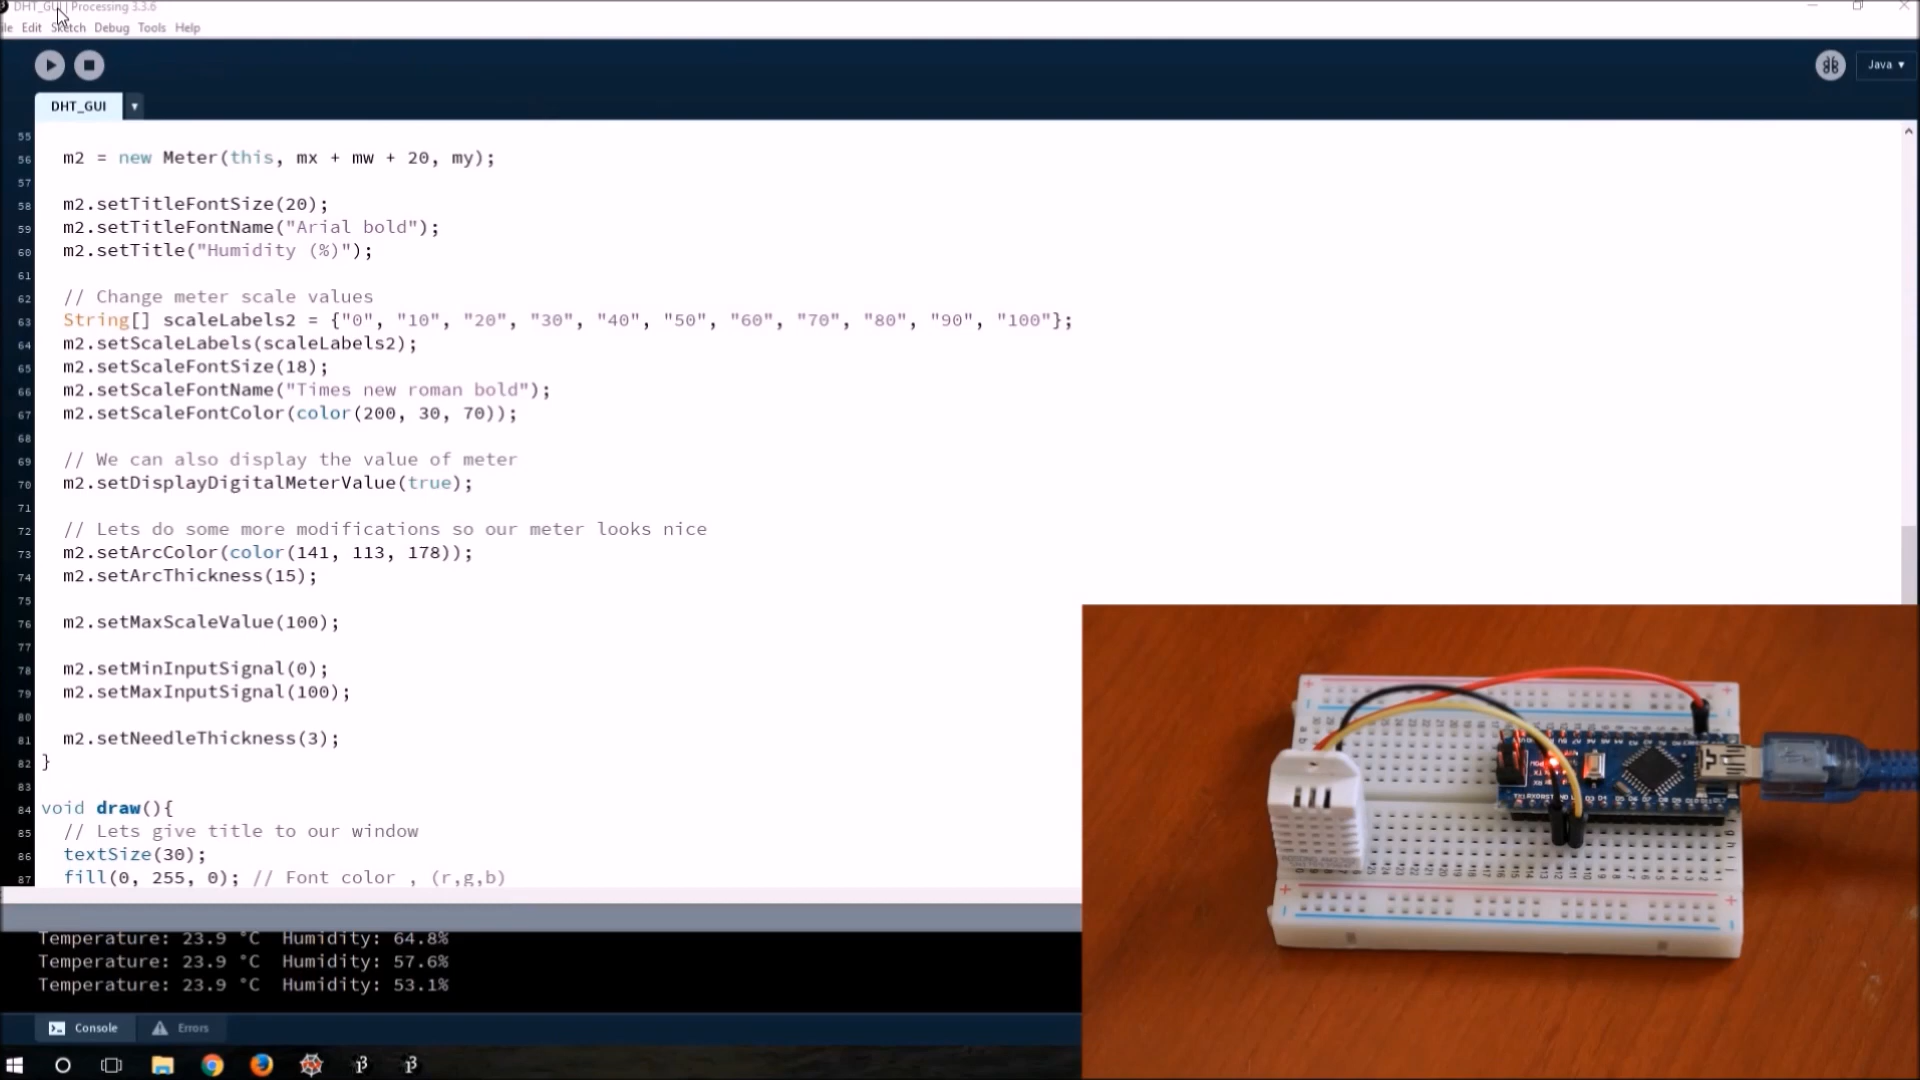 DHT_GUI | Processing 3.3.6
ile Edit Sketch Debug Tools Help
Java ▾
DHT_GUI ▾
55
56 m2 = new Meter(this, mx + mw + 20, my);
57
58 m2.setTitleFontSize(20);
59 m2.setTitleFontName("Arial bold");
60 m2.setTitle("Humidity (%)");
61
62 // Change meter scale values
63 String[] scaleLabels2 = {"0", "10", "20", "30", "40", "50", "60", "70", "80", "90", "100"};
64 m2.setScaleLabels(scaleLabels2);
65 m2.setScaleFontSize(18);
66 m2.setScaleFontName("Times new roman bold");
67 m2.setScaleFontColor(color(200, 30, 70));
68
69 // We can also display the value of meter
70 m2.setDisplayDigitalMeterValue(true);
71
72 // Lets do some more modifications so our meter looks nice
73 m2.setArcColor(color(141, 113, 178));
74 m2.setArcThickness(15);
75
76 m2.setMaxScaleValue(100);
77
78 m2.setMinInputSignal(0);
79 m2.setMaxInputSignal(100);
80
81 m2.setNeedleThickness(3);
82 }
83
84 void draw(){
85 // Lets give title to our window
86 textSize(30);
87 fill(0, 255, 0); // Font color , (r,g,b)
Temperature: 23.9 °C Humidity: 64.8%
Temperature: 23.9 °C Humidity: 57.6%
Temperature: 23.9 °C Humidity: 53.1%
Console Errors